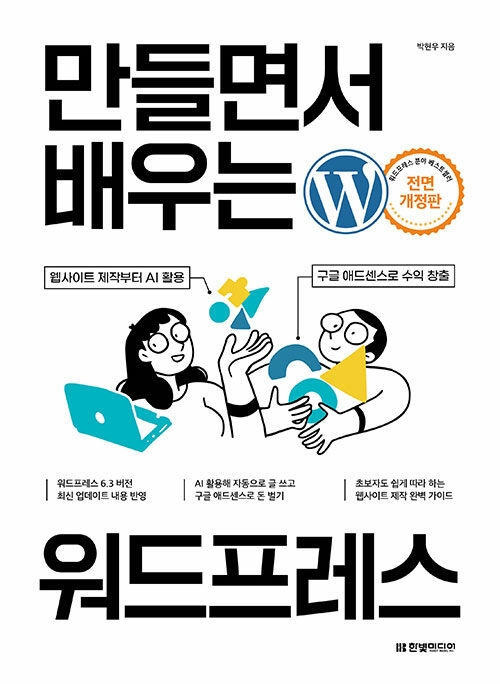 박현우 지음
만들면서
배우는
W
워드프레스 분야 베스트셀러
전면
개정판
웹사이트 제작부터 AI 활용
구글 애드센스로 수익 창출
워드프레스 6.3 버전
최신 업데이트 내용 반영
AI 활용해 자동으로 글 쓰고
구글 애드센스로 돈 벌기
초보자도 쉽게 따라 하는
웹사이트 제작 완벽 가이드
워드프레스
한빛미디어